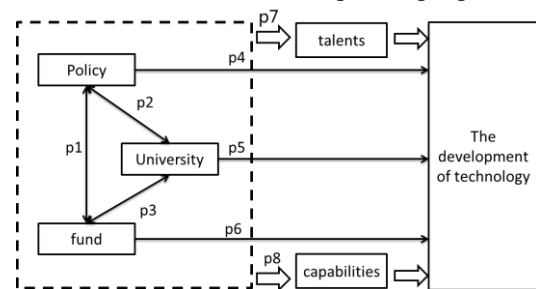 p7
talents
Policy
p4
p2
The
development
of technology
p1
University
p5
p3
fund
p6
p8
capabilities